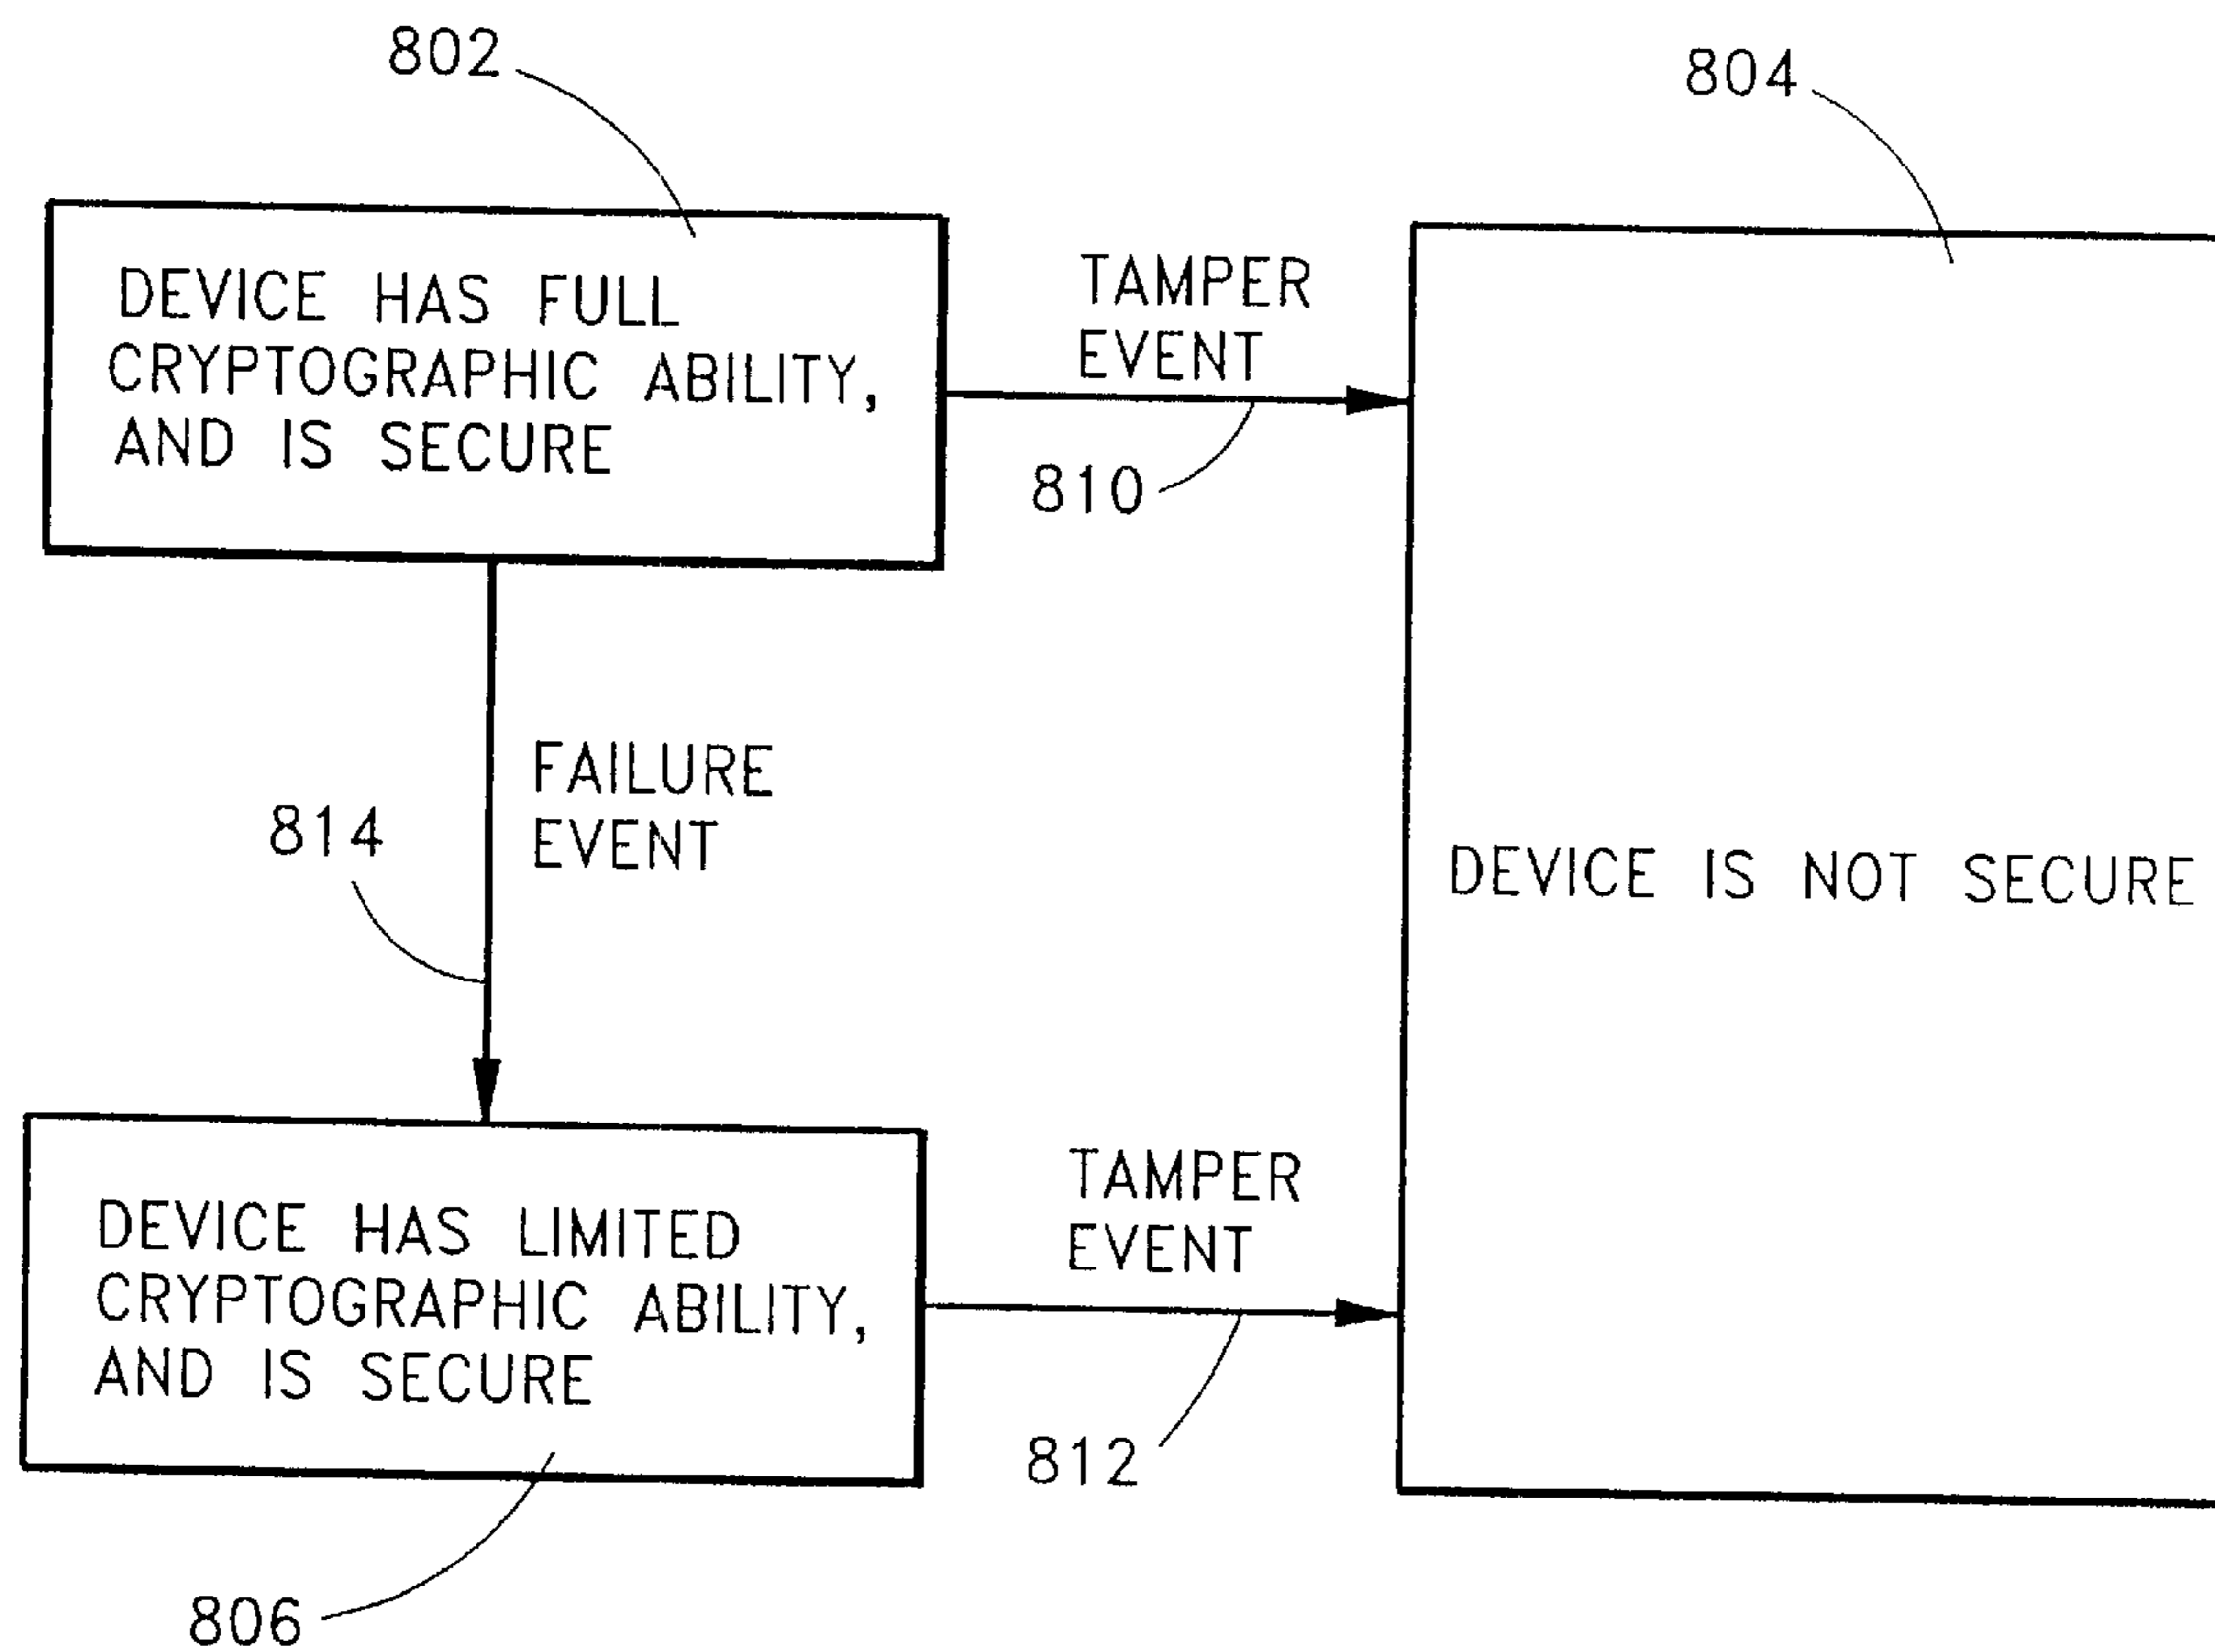 802
804
DEVICE HAS FULL
CRYPTOGRAPHIC ABILITY,
AND IS SECURE
TAMPER
EVENT
810
FAILURE
EVENT
814
DEVICE IS NOT SECURE
DEVICE HAS LIMITED
CRYPTOGRAPHIC ABILITY,
AND IS SECURE
TAMPER
EVENT
812
806